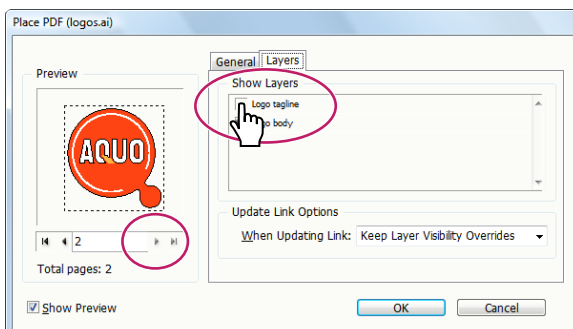 Place PDF (logos.ai)
Preview
AQUO
2
Total pages: 2
Show Preview
General Layers
Show Layers
Logo tagline
body
Update Link Options
When Updating Link: Keep Layer Visibility Overrides
OK Cancel